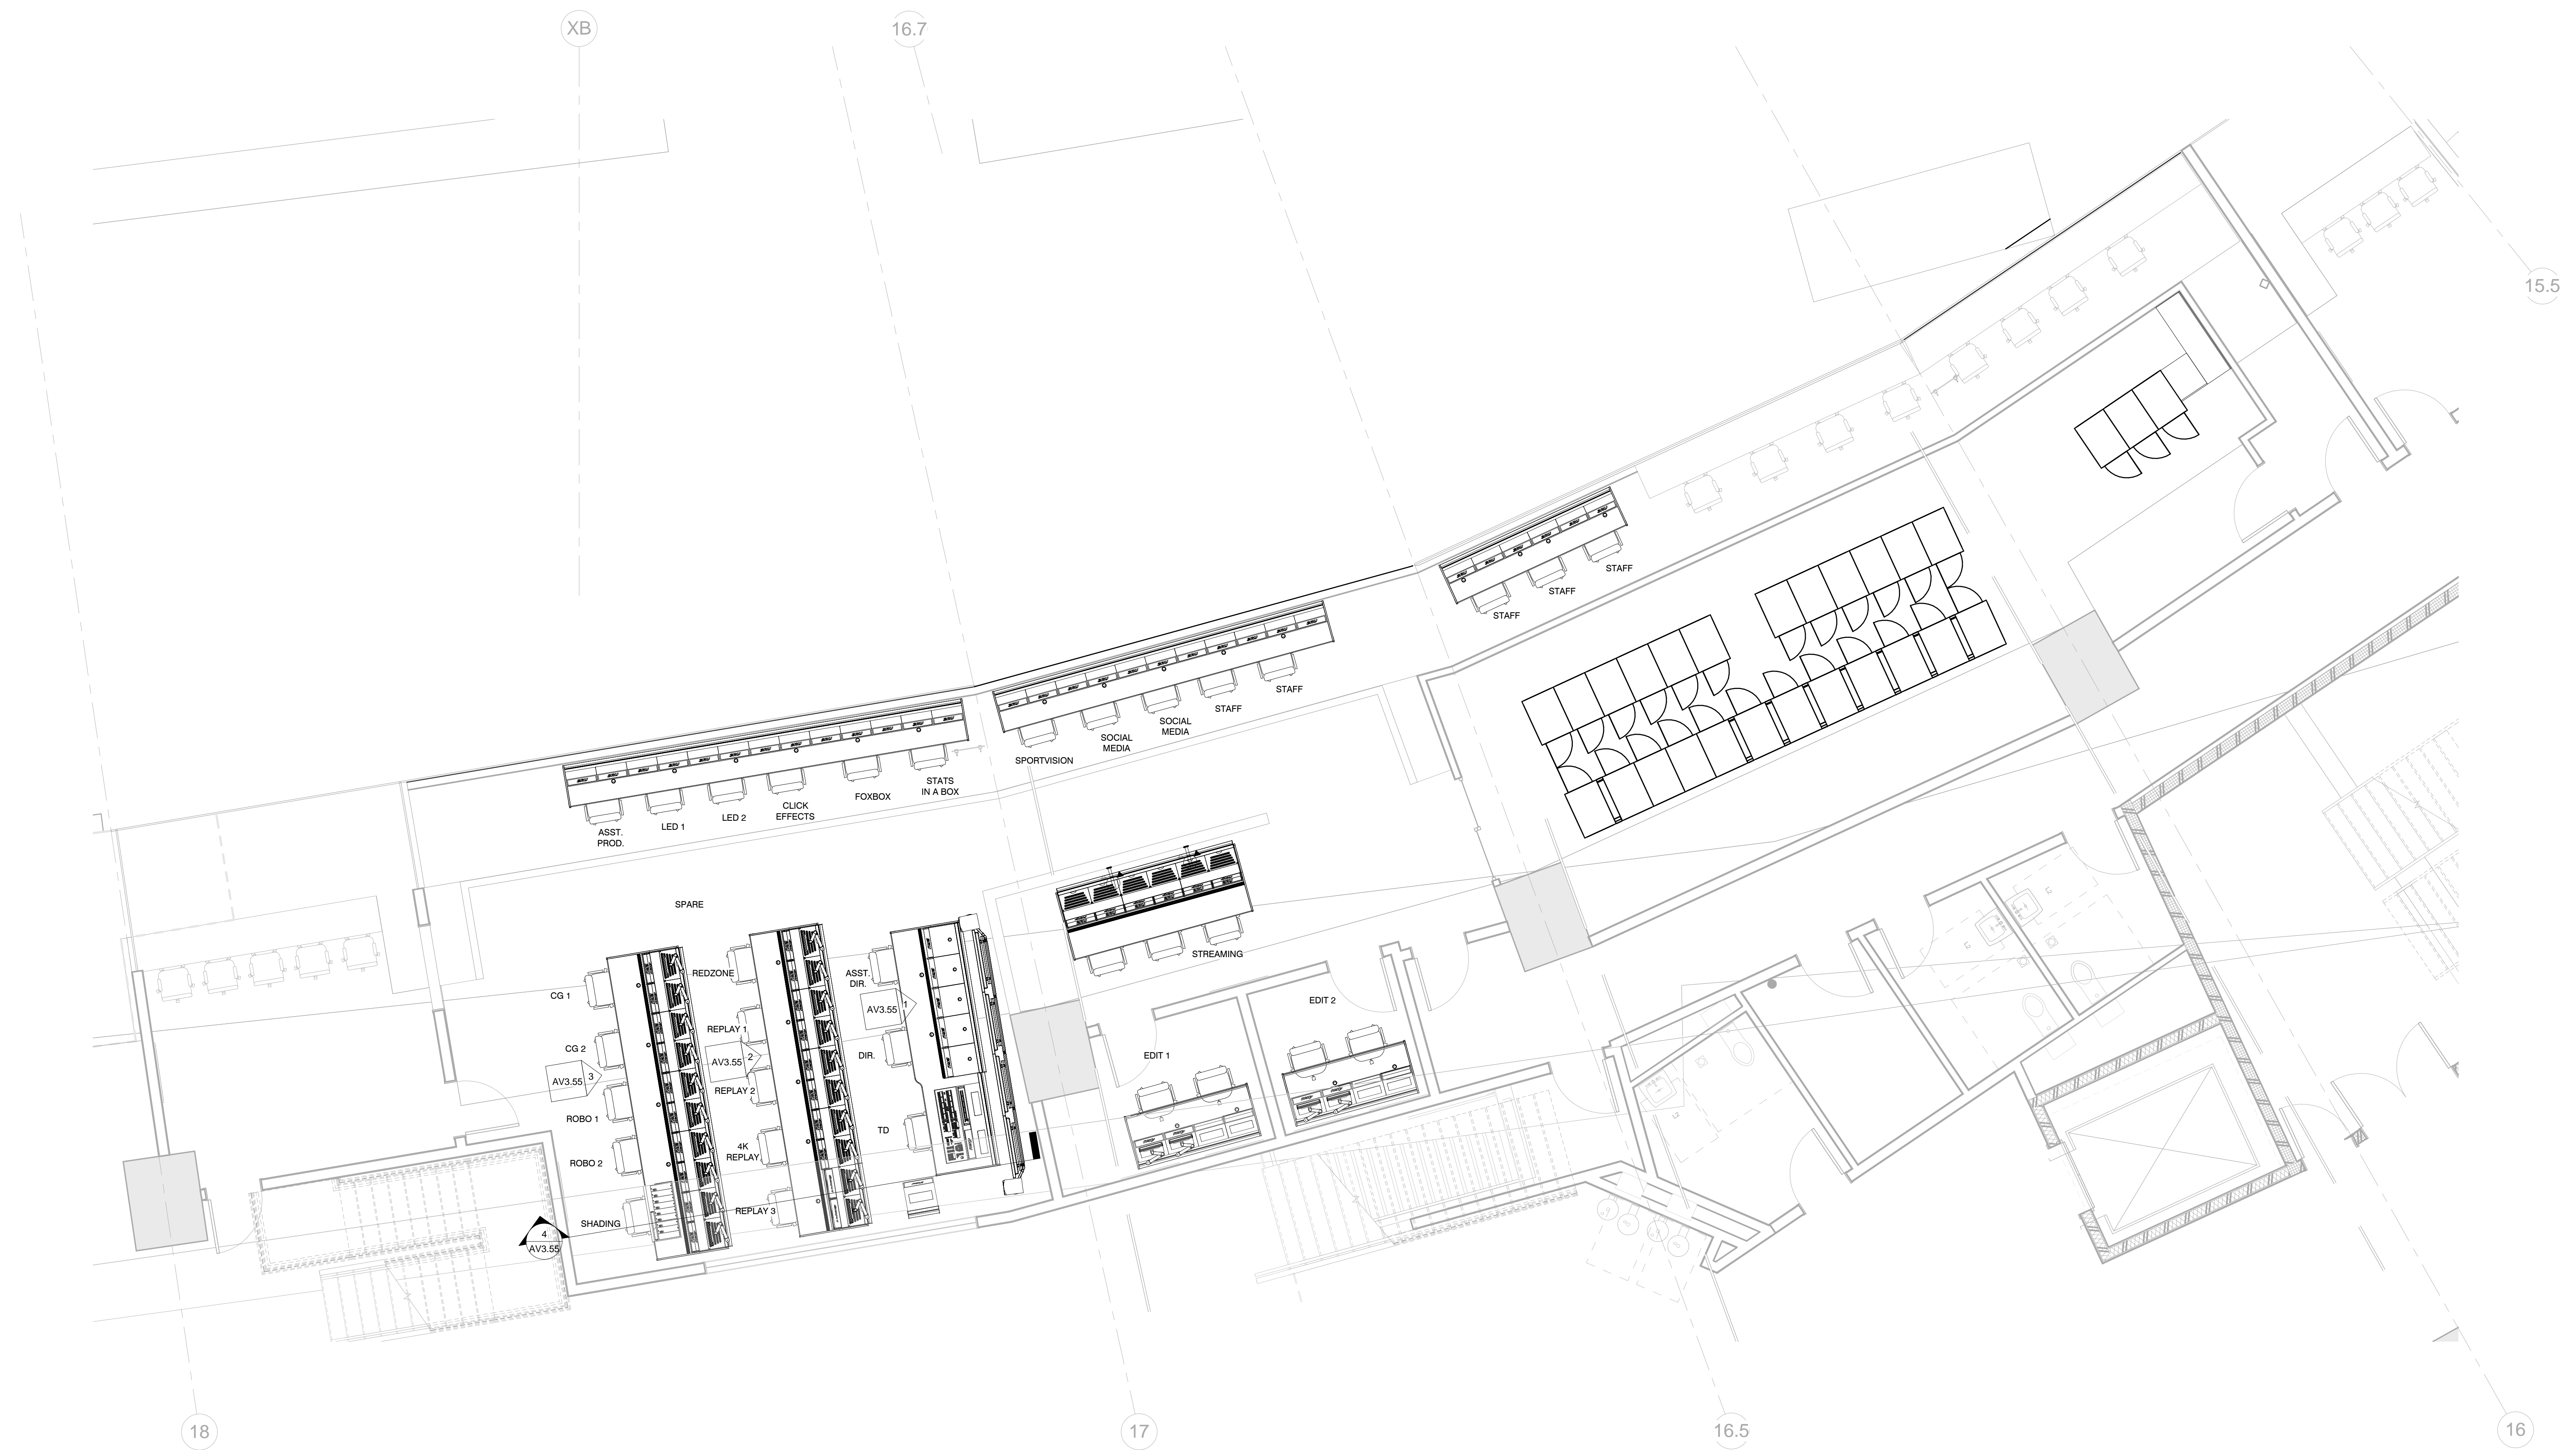 XB
16.7
15.5
STAFF
STAFF
STAFF
STAFF
STAFF
SOCIAL
MEDIA
SOCIAL
MEDIA
SPORTVISION
STATS
IN A BOX
FOXBOX
CLICK
EFFECTS
LED 2
LED 1
ASST.
PROD.
SPARE
STREAMING
REDZONE
ASST.
DIR.
CG 1
AV3.55
1
EDIT 2
REPLAY 1
CG 2
AV3.55
2
DIR.
EDIT 1
AV3.55
3
REPLAY 2
ROBO 1
TD
4K
REPLAY
ROBO 2
REPLAY 3
SHADING
4
AV3.55
18
17
16.5
16